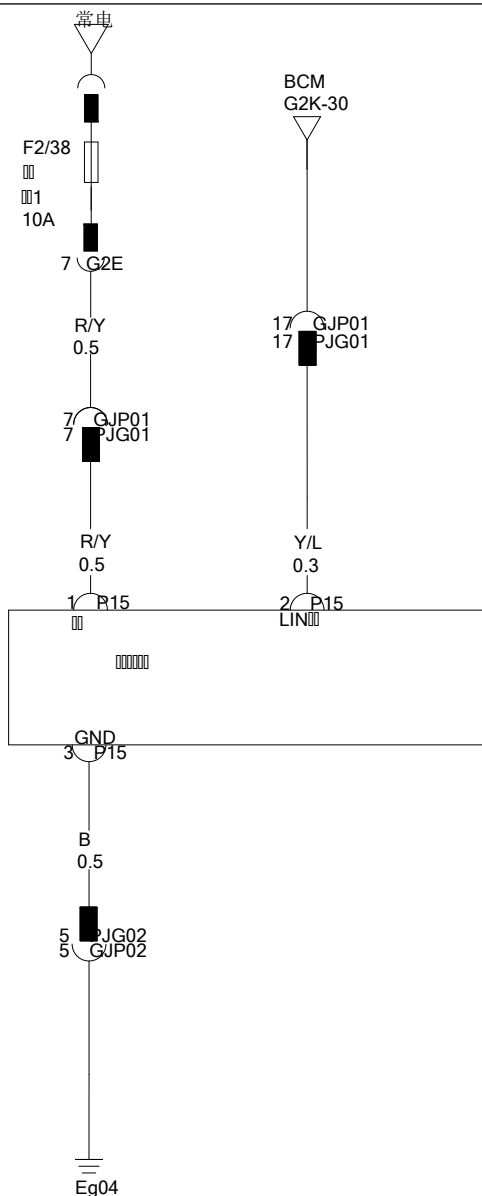 常电
BCM
G2K-30
F2/38
1
10A
7 G2E
R/Y
0.5
17 GJP01
17 PJG01
7 GJP01
7 PJG01
R/Y
0.5
Y/L
0.3
1 P15
2 P15
LIN
GND
3 P15
B
0.5
5 PJG02
5 GJP02
Eg04